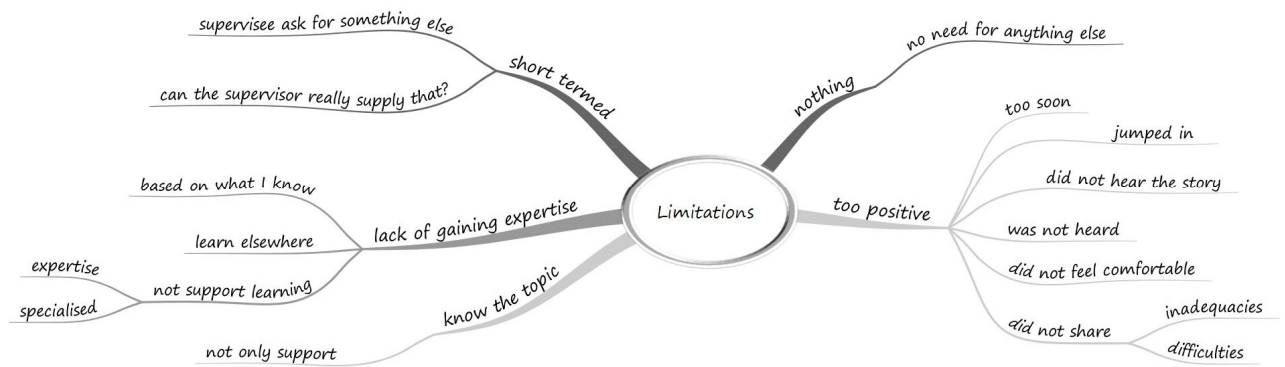 Limitations
short termed
supervisee ask for something else
can the supervisor really supply that?
lack of gaining expertise
based on what I know
learn elsewhere
not support learning
expertise
specialised
know the topic
not only support
nothing
no need for anything else
too positive
too soon
jumped in
did not hear the story
was not heard
did not feel comfortable
did not share
inadequacies
difficulties